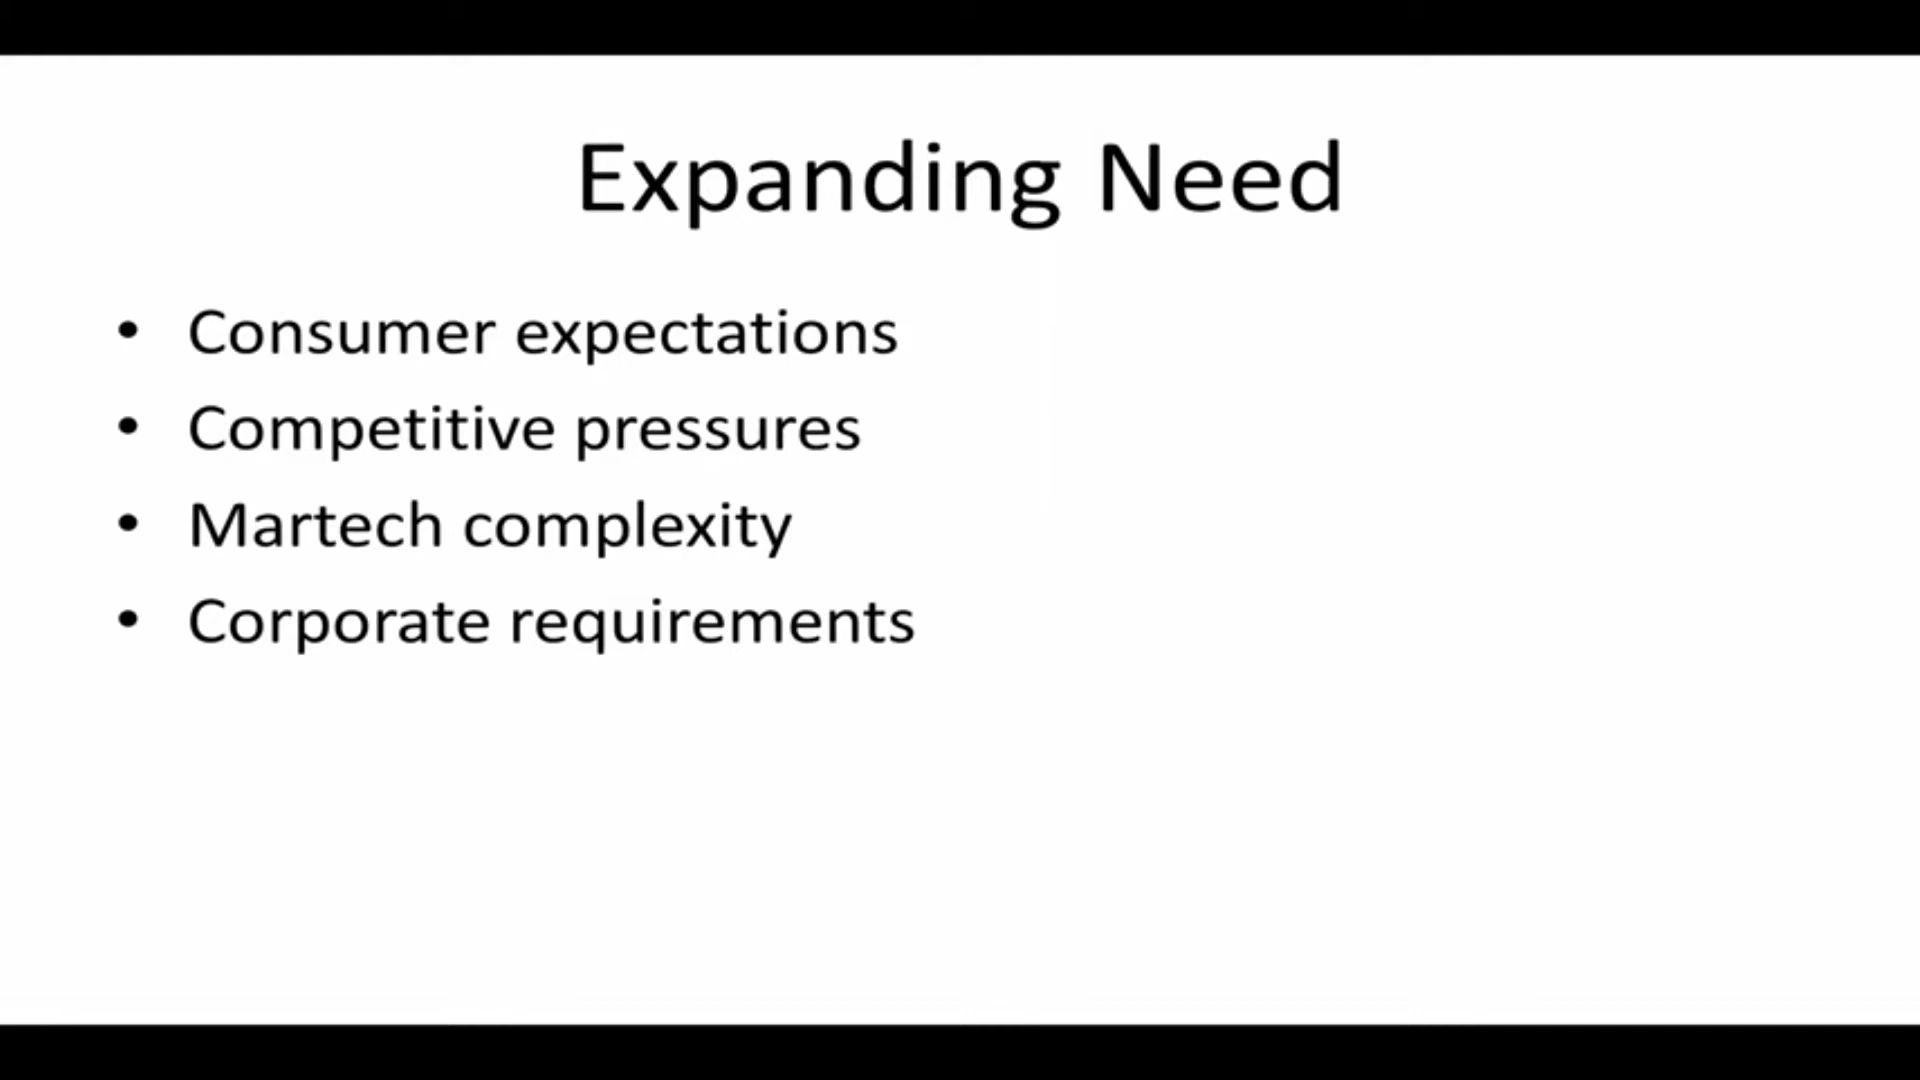 Expanding Need
• Consumer expectations
• Competitive pressures
• Martech complexity
• Corporate requirements